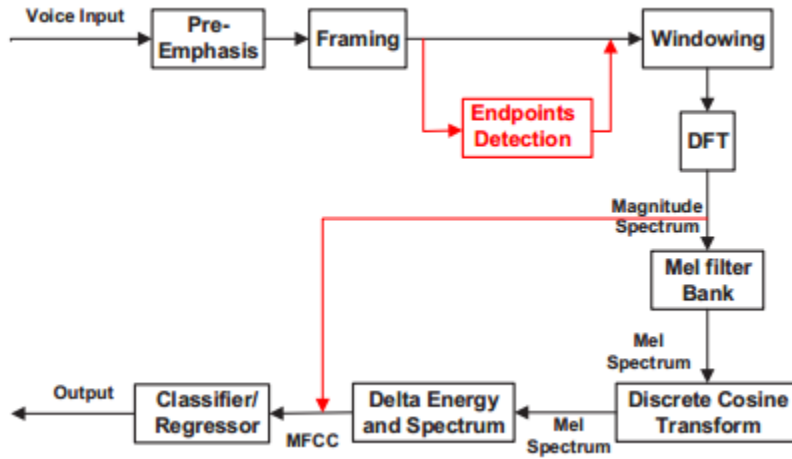 Voice Input
Pre-
Emphasis
Framing
Windowing
Endpoints
Detection
DFT
Magnitude
Spectrum
Mel filter
Bank
Mel
Spectrum
Output
Classifier/
Regressor
MFCC
Delta Energy
and Spectrum
Mel
Spectrum
Discrete Cosine
Transform